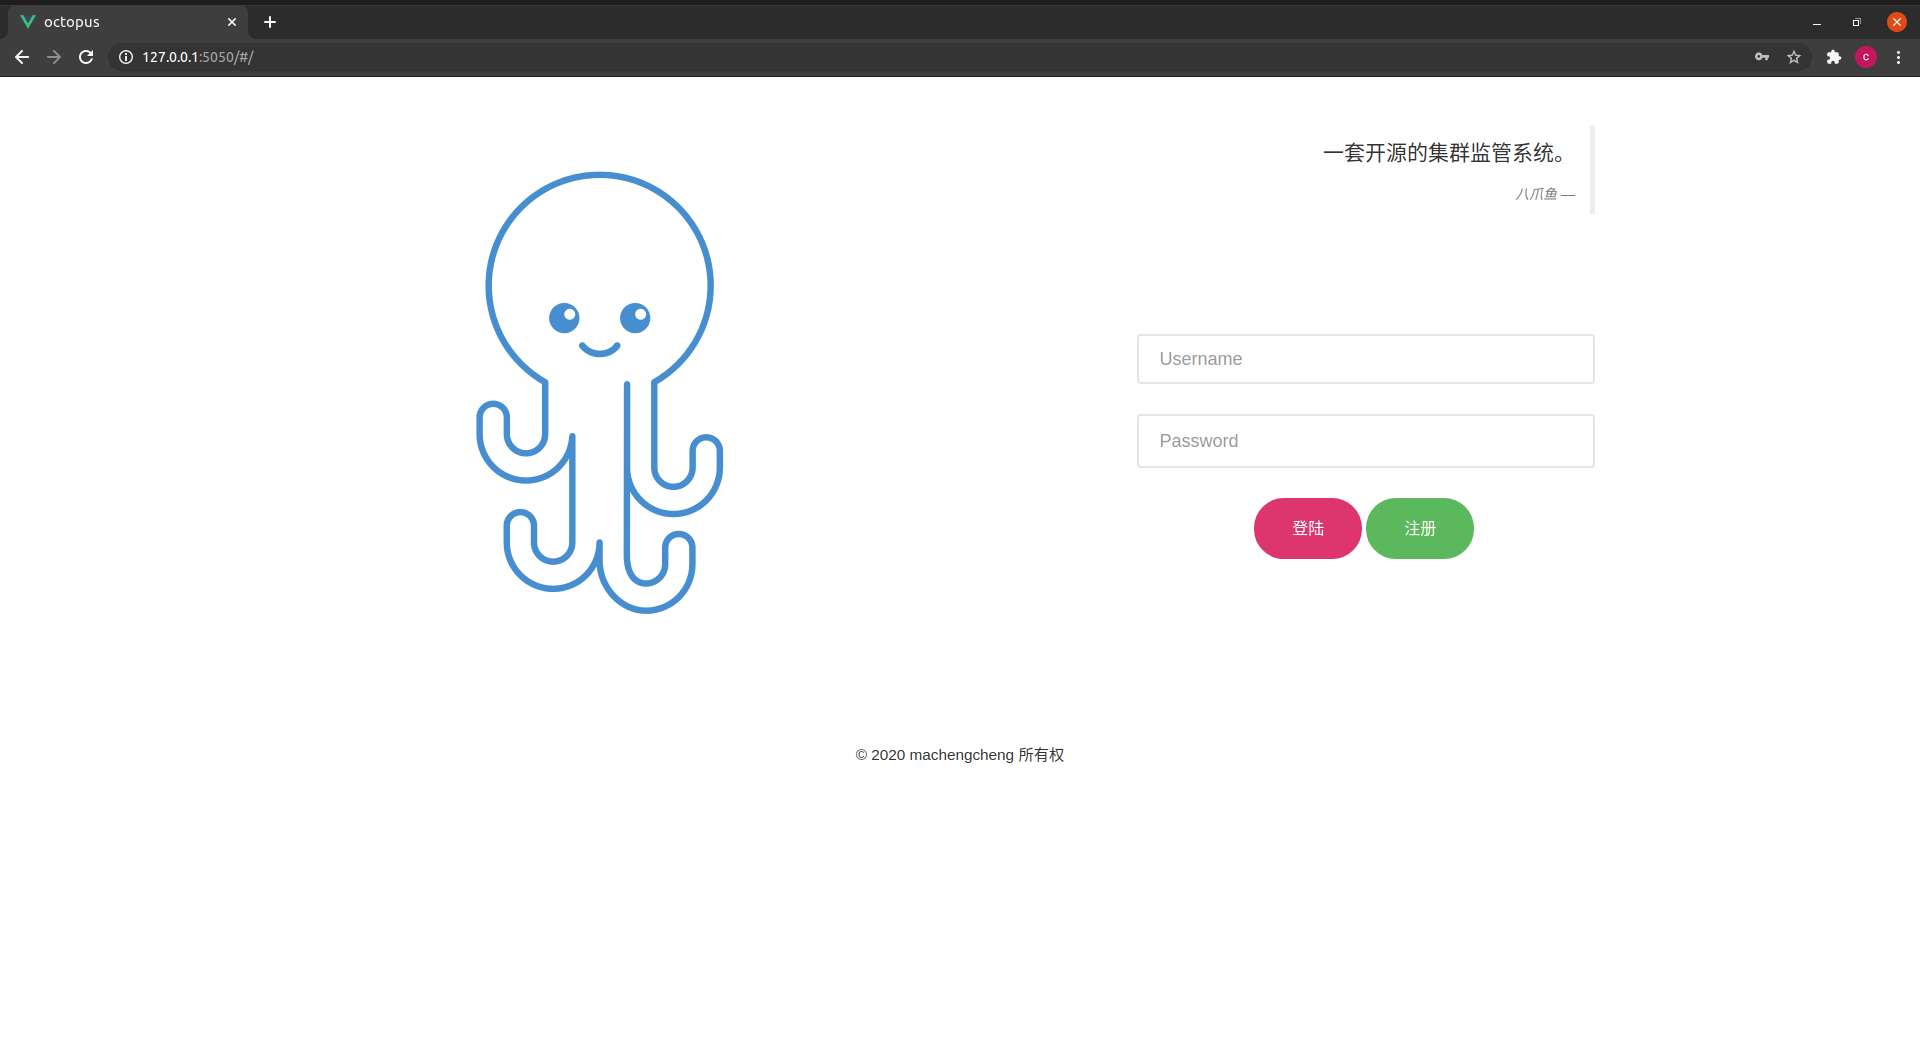 octopus
127.0.0.1:5050/#/
c
一套开源的集群监管系统。
八爪鱼 —
Username
Password
登陆 注册
© 2020 machengcheng 所有权